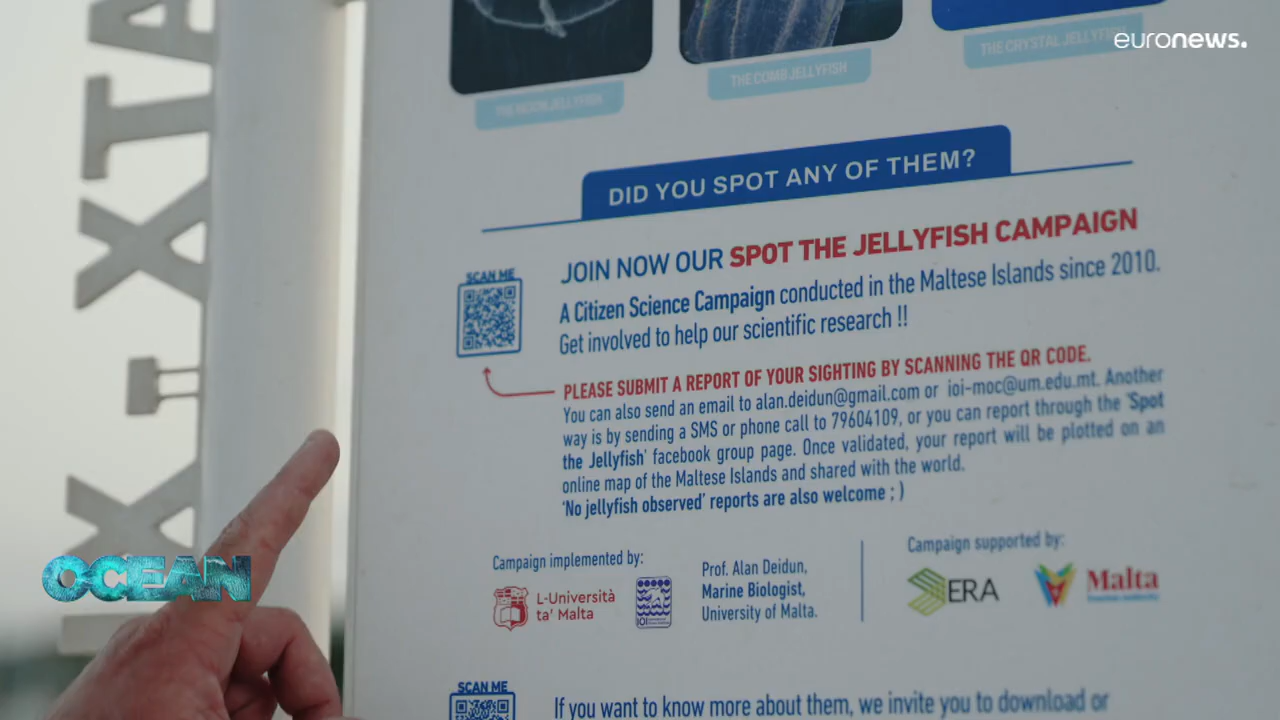 euronews.
THE MOON JELLYFISH
THE COMB JELLYFISH
THE CRYSTAL JELLYFISH
DID YOU SPOT ANY OF THEM?
JOIN NOW OUR SPOT THE JELLYFISH CAMPAIGN
SCAN ME
A Citizen Science Campaign conducted in the Maltese Islands since 2010.
Get involved to help our scientific research !!
PLEASE SUBMIT A REPORT OF YOUR SIGHTING BY SCANNING THE QR CODE.
You can also send an email to alan.deidun@gmail.com or ioi-moc@um.edu.mt. Another
way is by sending a SMS or phone call to 79604109, or you can report through the 'Spot
the Jellyfish' facebook group page. Once validated, your report will be plotted on an
online map of the Maltese Islands and shared with the world.
'No jellyfish observed' reports are also welcome ; )
Campaign implemented by:
L-Università
ta' Malta
IOI
Prof. Alan Deidun,
Marine Biologist,
University of Malta.
Campaign supported by:
ERA
Malta
OCEAN
SCAN ME
If you want to know more about them, we invite you to download or